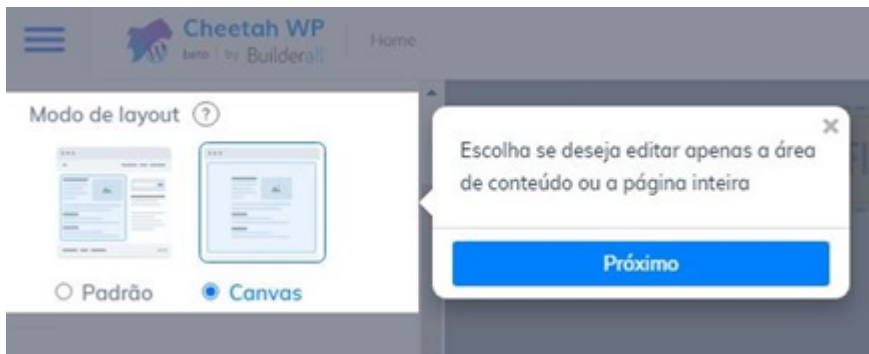 Cheetah WP
beta | by Builderall
Home
Modo de layout ?
Escolha se deseja editar apenas a área
de conteúdo ou a página inteira
Próximo
Padrão
Canvas